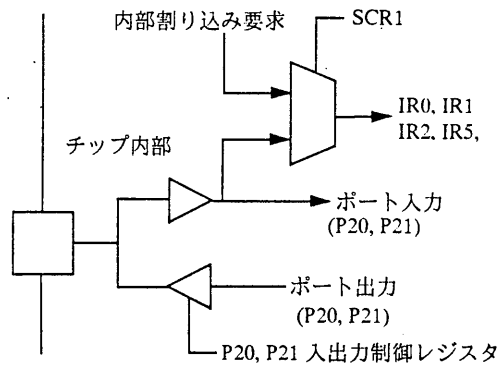 内部割り込み要求
SCR1
IR0, IR1
IR2, IR5,
チップ内部
ポート入力
(P20, P21)
ポート出力
(P20, P21)
P20, P21 入出力制御レジスタ